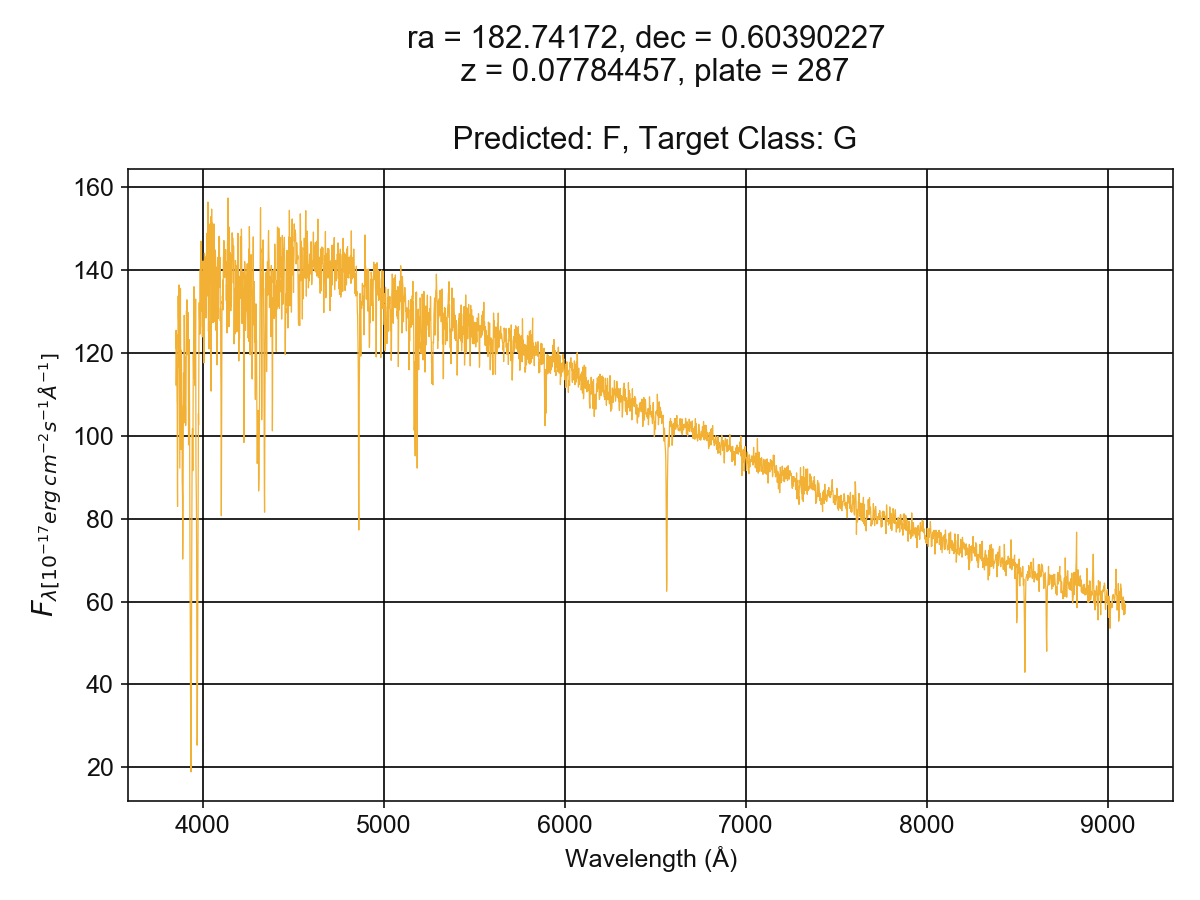 ra = 182.74172, dec = 0.60390227
z = 0.07784457, plate = 287
Predicted: F, Target Class: G
160
140
120
100
80
60
40
20
F_{λ[10^{−17} erg cm^{−2} s^{−1} Å^{−1}]}
4000 5000 6000 7000 8000 9000
Wavelength (Å)